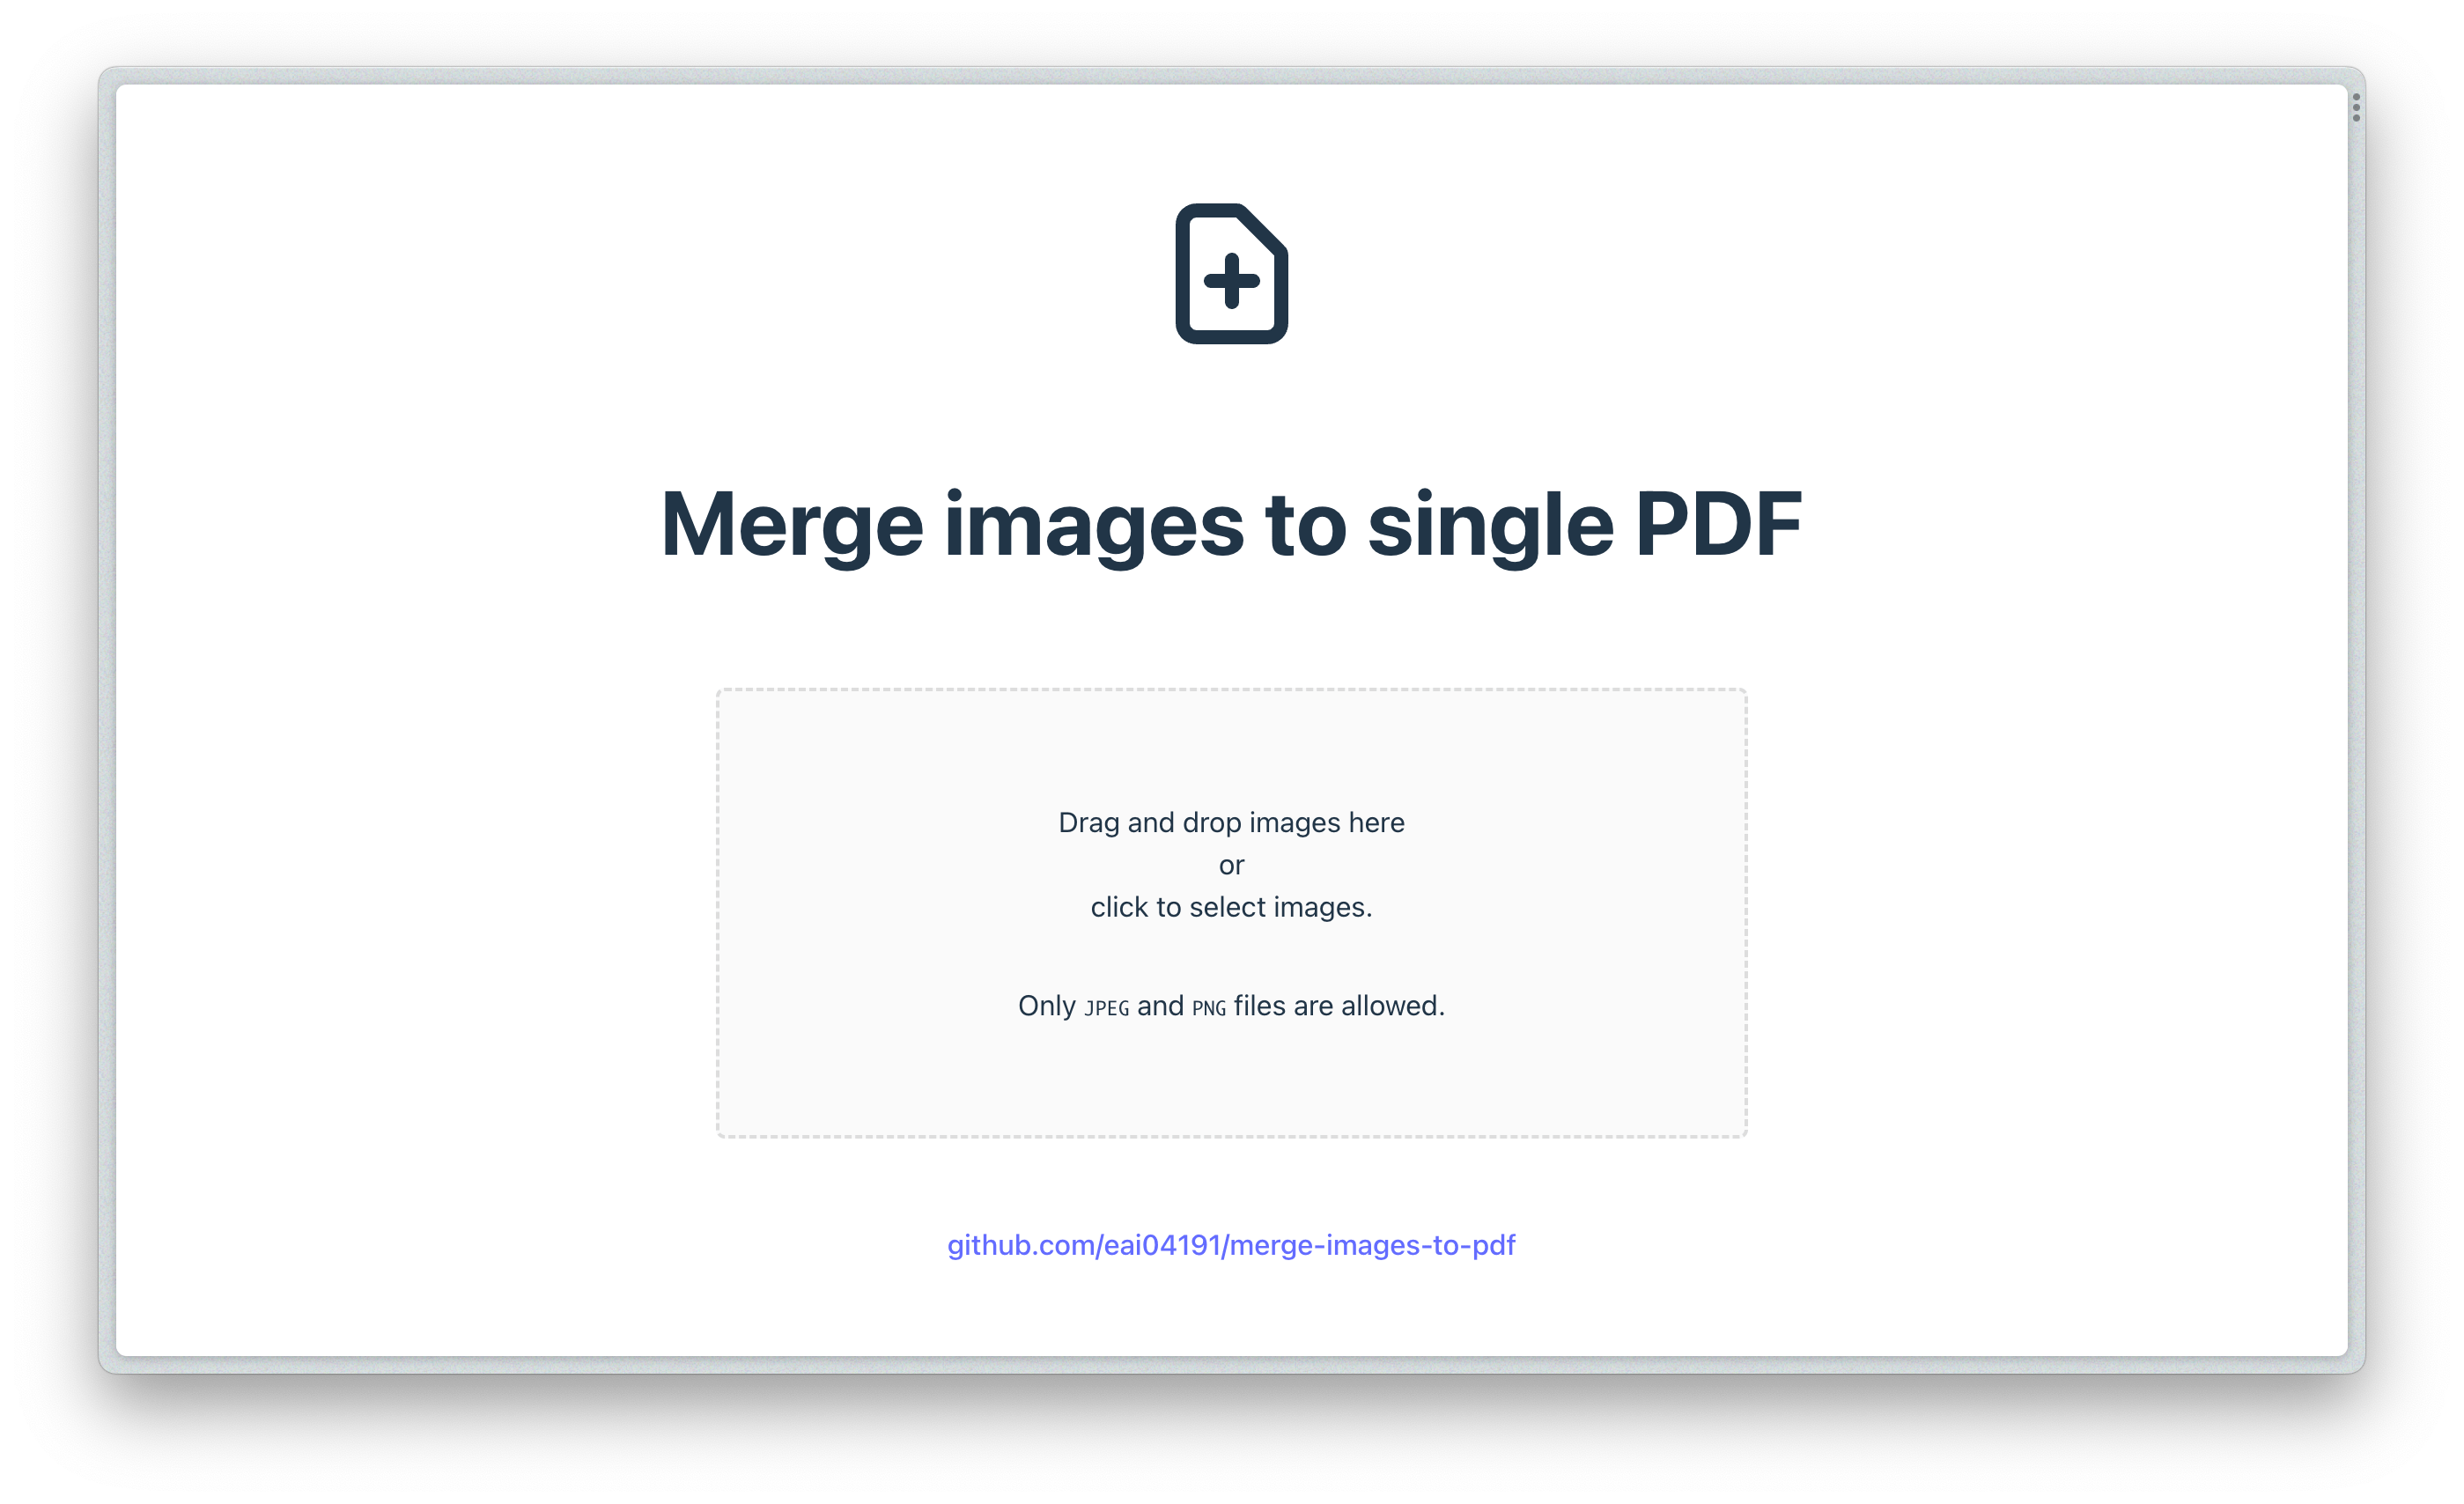 Merge images to single PDF
Drag and drop images here
or
click to select images.
Only JPEG and PNG files are allowed.
github.com/eai04191/merge-images-to-pdf